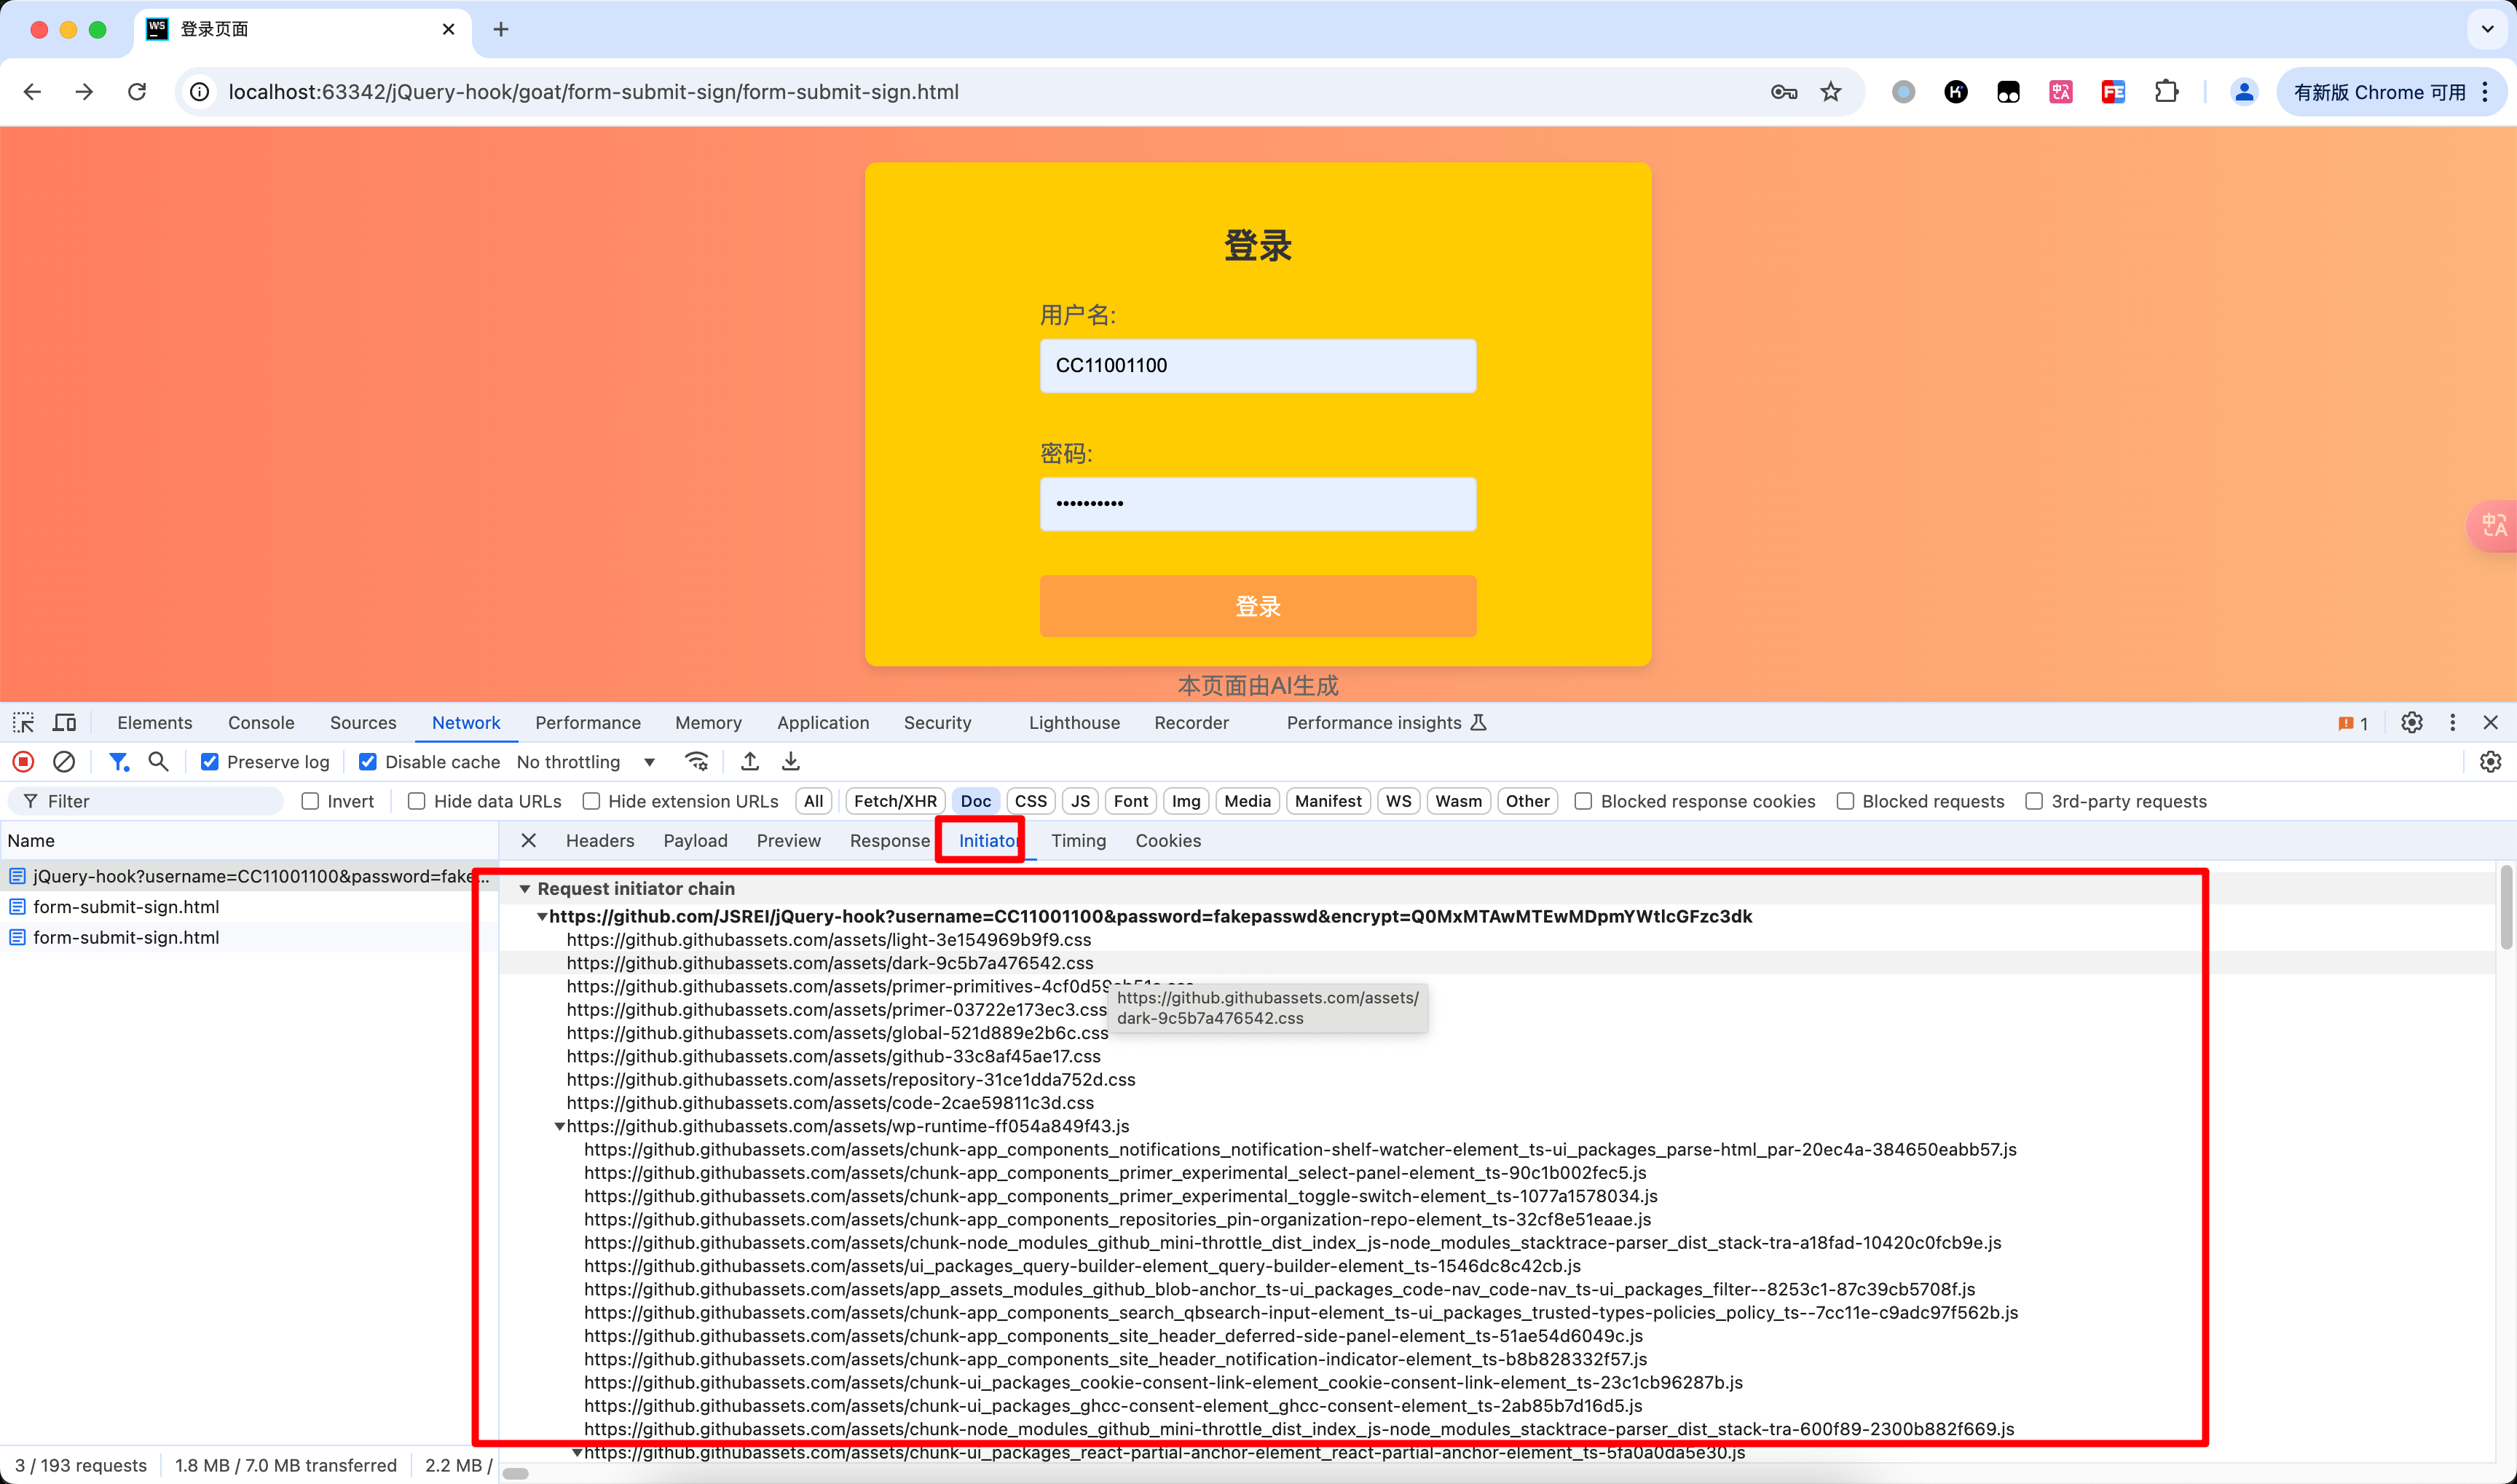 登录页面
localhost:63342/jQuery-hook/goat/form-submit-sign/form-submit-sign.html
有新版 Chrome 可用
登录
用户名:
CC11001100
密码:
••••••••••
登录
本页面由AI生成
Elements Console Sources Network Performance Memory Application Security Lighthouse Recorder Performance insights 1
Preserve log Disable cache No throttling
Filter Invert Hide data URLs Hide extension URLs All Fetch/XHR Doc CSS JS Font Img Media Manifest WS Wasm Other Blocked response cookies Blocked requests 3rd-party requests
Name
Headers Payload Preview Response Initiator Timing Cookies
jQuery-hook?username=CC11001100&password=fake...
form-submit-sign.html
form-submit-sign.html
Request initiator chain
https://github.com/JSREI/jQuery-hook?username=CC11001100&password=fakepasswd&encrypt=Q0MxMTAwMTEwMDpmYWtlcGFzc3dk
https://github.githubassets.com/assets/light-3e154969b9f9.css
https://github.githubassets.com/assets/dark-9c5b7a476542.css
https://github.githubassets.com/assets/primer-primitives-4cf0d59
https://github.githubassets.com/assets/
dark-9c5b7a476542.css
https://github.githubassets.com/assets/primer-03722e173ec3.css
https://github.githubassets.com/assets/global-521d889e2b6c.css
https://github.githubassets.com/assets/github-33c8af45ae17.css
https://github.githubassets.com/assets/repository-31ce1dda752d.css
https://github.githubassets.com/assets/code-2cae59811c3d.css
https://github.githubassets.com/assets/wp-runtime-ff054a849f43.js
https://github.githubassets.com/assets/chunk-app_components_notifications_notification-shelf-watcher-element_ts-ui_packages_parse-html_par-20ec4a-384650eabb57.js
https://github.githubassets.com/assets/chunk-app_components_primer_experimental_select-panel-element_ts-90c1b002fec5.js
https://github.githubassets.com/assets/chunk-app_components_primer_experimental_toggle-switch-element_ts-1077a1578034.js
https://github.githubassets.com/assets/chunk-app_components_repositories_pin-organization-repo-element_ts-32cf8e51eaae.js
https://github.githubassets.com/assets/chunk-node_modules_github_mini-throttle_dist_index_js-node_modules_stacktrace-parser_dist_stack-tra-a18fad-10420c0fcb9e.js
https://github.githubassets.com/assets/ui_packages_query-builder-element_query-builder-element_ts-1546dc8c42cb.js
https://github.githubassets.com/assets/app_assets_modules_github_blob-anchor_ts-ui_packages_code-nav_code-nav_ts-ui_packages_filter--8253c1-87c39cb5708f.js
https://github.githubassets.com/assets/chunk-app_components_search_qbsearch-input-element_ts-ui_packages_trusted-types-policies_policy_ts--7cc11e-c9adc97f562b.js
https://github.githubassets.com/assets/chunk-app_components_site_header_deferred-side-panel-element_ts-51ae54d6049c.js
https://github.githubassets.com/assets/chunk-app_components_site_header_notification-indicator-element_ts-b8b828332f57.js
https://github.githubassets.com/assets/chunk-ui_packages_cookie-consent-link-element_cookie-consent-link-element_ts-23c1cb96287b.js
https://github.githubassets.com/assets/chunk-ui_packages_ghcc-consent-element_ghcc-consent-element_ts-2ab85b7d16d5.js
https://github.githubassets.com/assets/chunk-node_modules_github_mini-throttle_dist_index_js-node_modules_stacktrace-parser_dist_stack-tra-600f89-2300b882f669.js
https://github.githubassets.com/assets/chunk-ui_packages_react-partial-anchor-element_react-partial-anchor-element_ts-5fa0a0da5e30.js
3 / 193 requests 1.8 MB / 7.0 MB transferred 2.2 MB /